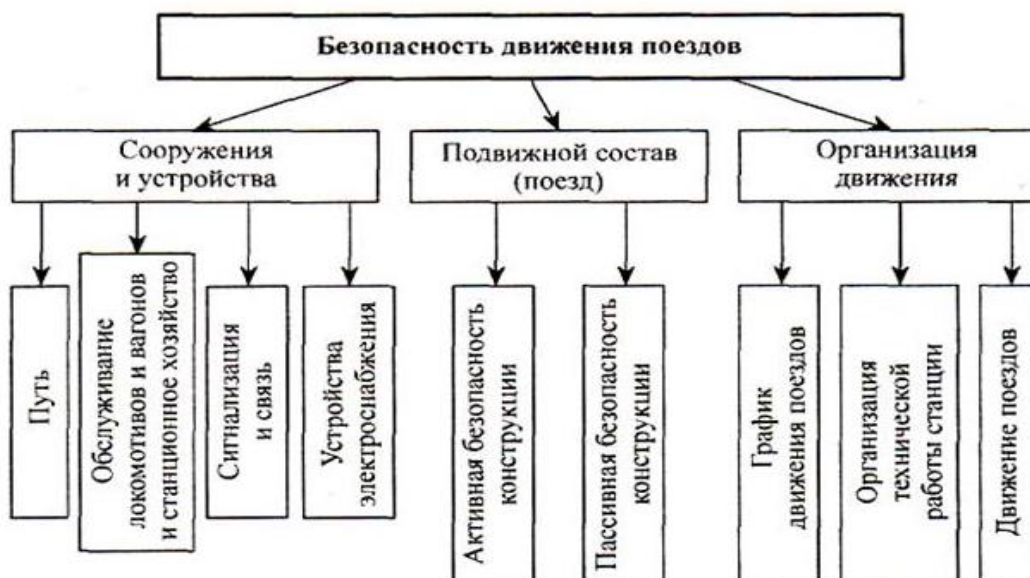 Безопасность движения поездов
Сооружения
и устройства
Подвижной состав
(поезд)
Организация
движения
Путь
Обслуживание
локомотивов и вагонов
и станционное хозяйство
Сигнализация
и связь
Устройства
электроснабжения
Активная безопасность
конструкции
Пассивная безопасность
конструкции
График
движения поездов
Организация
технической
работы станции
Движение поездов